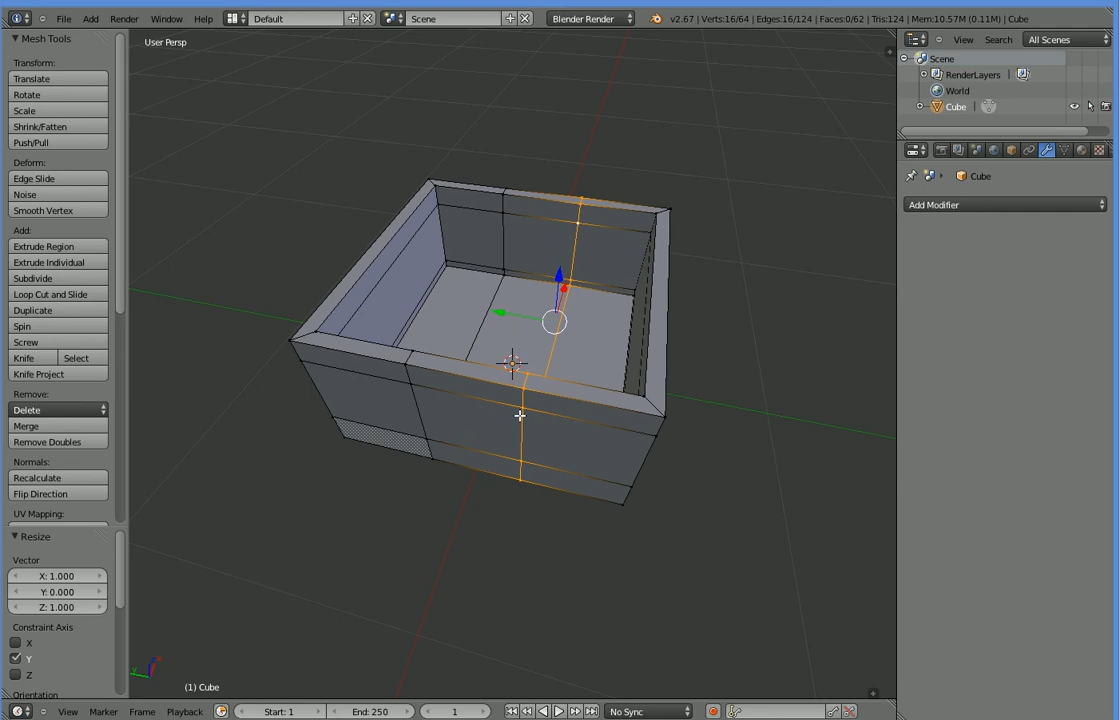 File Add Render Window Help Default Scene Blender Render v2.67 | Verts:16/64 | Edges:16/124 | Faces:0/62 | Tris:124 | Mem:10.57M (0.11M) | Cube
Mesh Tools
Transform:
Translate
Rotate
Scale
Shrink/Fatten
Push/Pull
Deform:
Edge Slide
Noise
Smooth Vertex
Add:
Extrude Region
Extrude Individual
Subdivide
Loop Cut and Slide
Duplicate
Spin
Screw
Knife Select
Knife Project
Remove:
Delete
Merge
Remove Doubles
Normals:
Recalculate
Flip Direction
UV Mapping:
Resize
Vector
X: 1.000
Y: 0.000
Z: 1.000
Constraint Axis
X
Y
Z
Orientation
User Persp
(1) Cube
View Search All Scenes
Scene
RenderLayers |
World
Cube |
Cube
Add Modifier
View Marker Frame Playback Start: 1 End: 250 1 No Sync